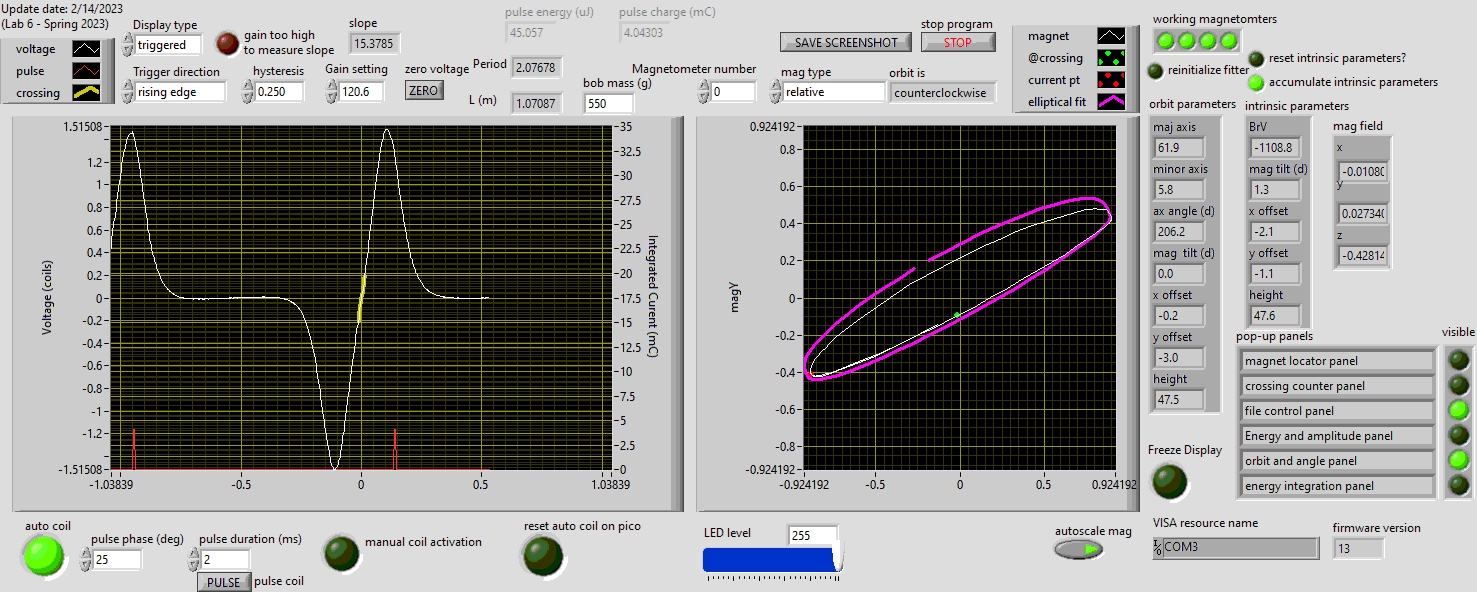 Update date: 2/14/2023
(Lab 6 - Spring 2023)
voltage
pulse
crossing
Display type
triggered
gain too high
to measure slope
slope
15.3785
Trigger direction
rising edge
hysteresis
0.250
Gain setting
120.6
zero voltage
ZERO
pulse energy (uJ)
45.057
pulse charge (mC)
4.04303
Period
2.07678
L (m)
1.07087
bob mass (g)
550
SAVE SCREENSHOT
stop program
STOP
Magnetometer number
0
mag type
relative
orbit is
counterclockwise
magnet
@crossing
current pt
elliptical fit
working magnetomters
reinitialize fitter
reset intrinsic parameters?
accumulate intrinsic parameters
orbit parameters
maj axis
61.9
minor axis
5.8
ax angle (d)
206.2
mag tilt (d)
0.0
x offset
-0.2
y offset
-3.0
height
47.5
intrinsic parameters
BrV
-1108.8
mag tilt (d)
1.3
x offset
-2.1
y offset
-1.1
height
47.6
mag field
x
-0.0108
y
0.02734
z
-0.42814
Voltage (coils)
1.51508
1.2
1
0.8
0.6
0.4
0.2
0
-0.2
-0.4
-0.6
-0.8
-1
-1.2
-1.51508
-1.03839
-0.5
0
0.5
1.03839
35
32.5
30
27.5
25
22.5
20
17.5
15
12.5
10
7.5
5
2.5
0
Integrated Curent (mC)
magy
0.924192
0.8
0.6
0.4
0.2
0
-0.2
-0.4
-0.6
-0.8
-0.924192
-0.924192
-0.5
0
0.5
0.924192
pop-up panels
visible
magnet locator panel
crossing counter panel
file control panel
Energy and amplitude panel
orbit and angle panel
energy integration panel
Freeze Display
auto coil
pulse phase (deg)
25
pulse duration (ms)
2
PULSE
pulse coil
manual coil activation
reset auto coil on pico
LED level
255
autoscale mag
VISA resource name
COM3
firmware version
13